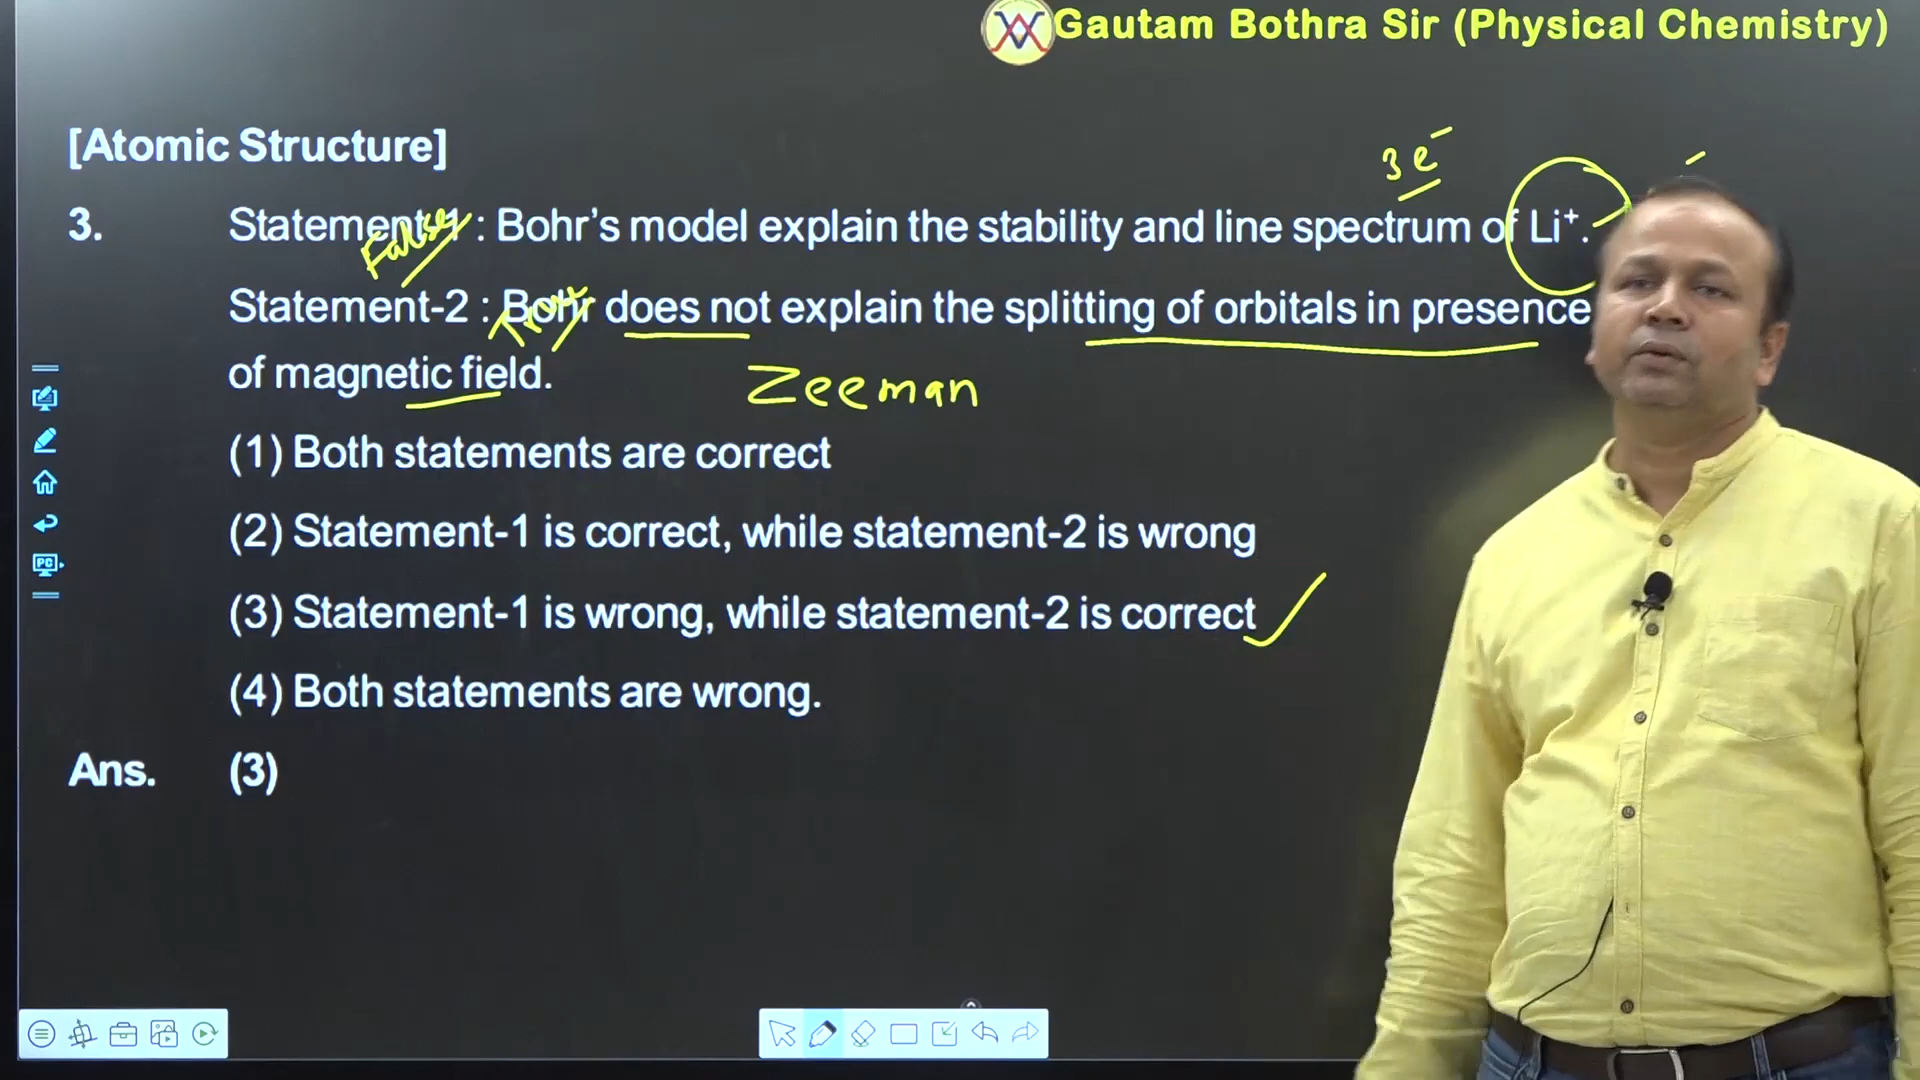 Gautam Bothra Sir (Physical Chemistry)
[Atomic Structure]
3e⁻
3. Statement-1 : Bohr’s model explain the stability and line spectrum of Li⁺.
False
Statement-2 : Bohr does not explain the splitting of orbitals in presence
True
of magnetic field.
Zeeman
(1) Both statements are correct
(2) Statement-1 is correct, while statement-2 is wrong
(3) Statement-1 is wrong, while statement-2 is correct
(4) Both statements are wrong.
Ans. (3)
PC